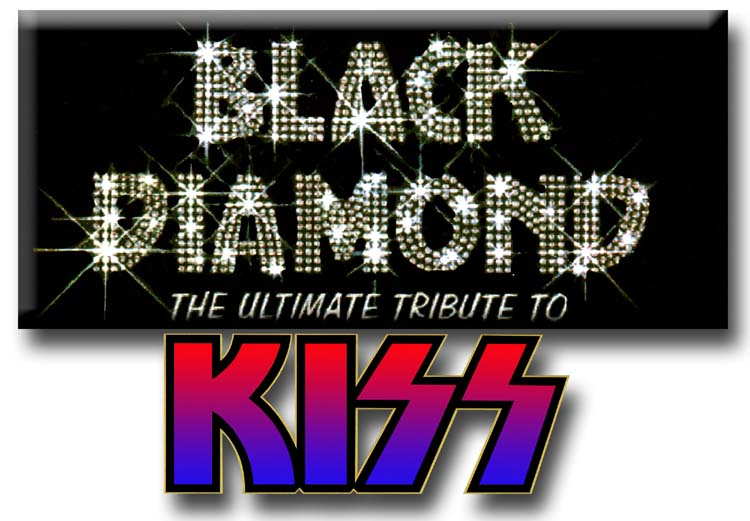 BLACK
DIAMOND
THE ULTIMATE TRIBUTE TO
KISS